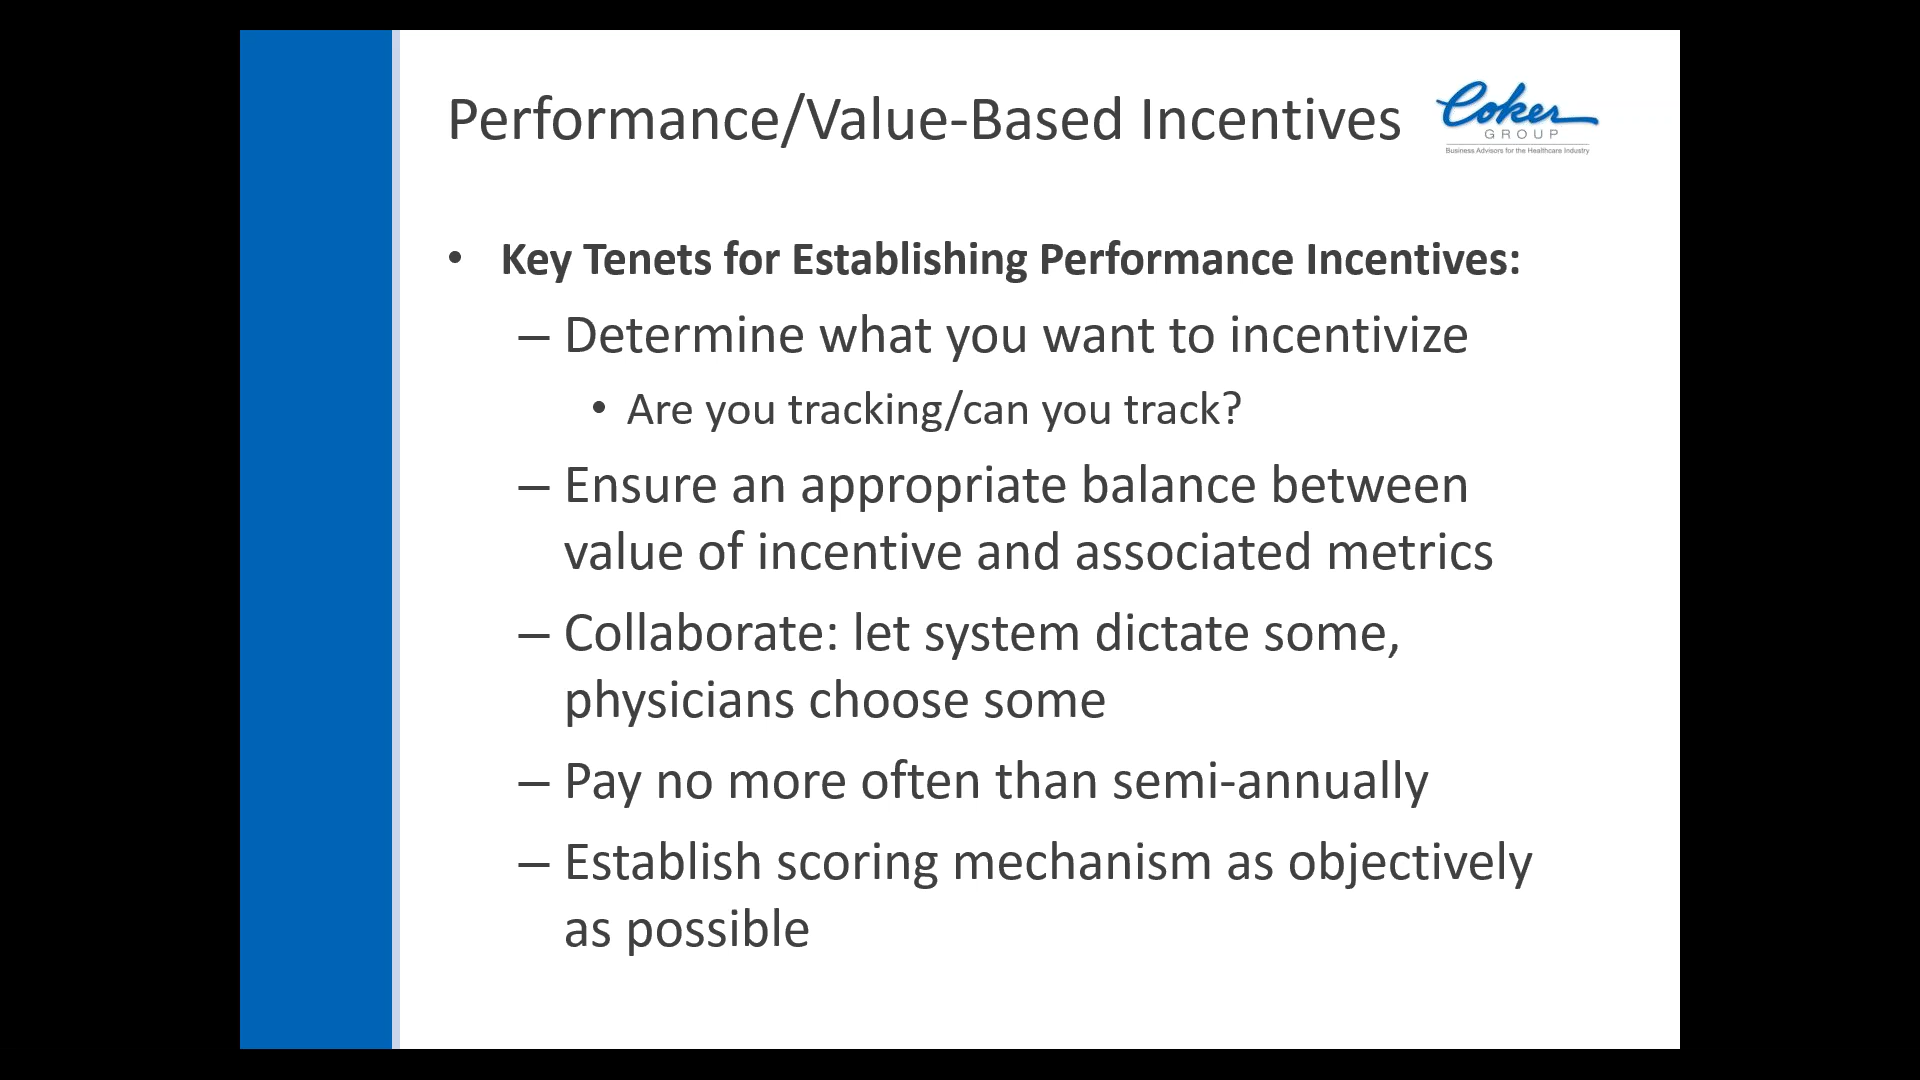 Performance/Value-Based Incentives
Coker
GROUP
Business Advisors for the Healthcare Industry
• Key Tenets for Establishing Performance Incentives:
– Determine what you want to incentivize
• Are you tracking/can you track?
– Ensure an appropriate balance between
value of incentive and associated metrics
– Collaborate: let system dictate some,
physicians choose some
– Pay no more often than semi-annually
– Establish scoring mechanism as objectively
as possible